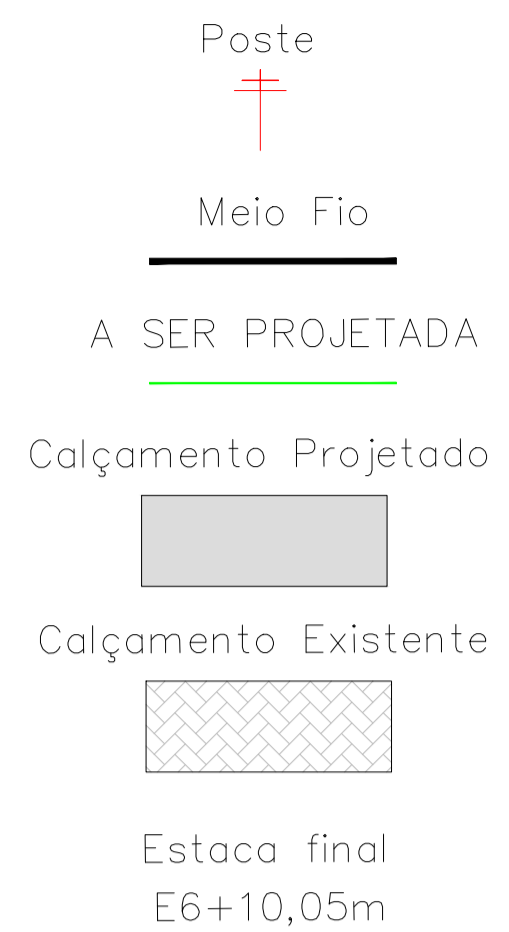 Poste
Meio Fio
A SER PROJETADA
Calçamento Projetado
Calçamento Existente
Estaca final
E6+10,05m